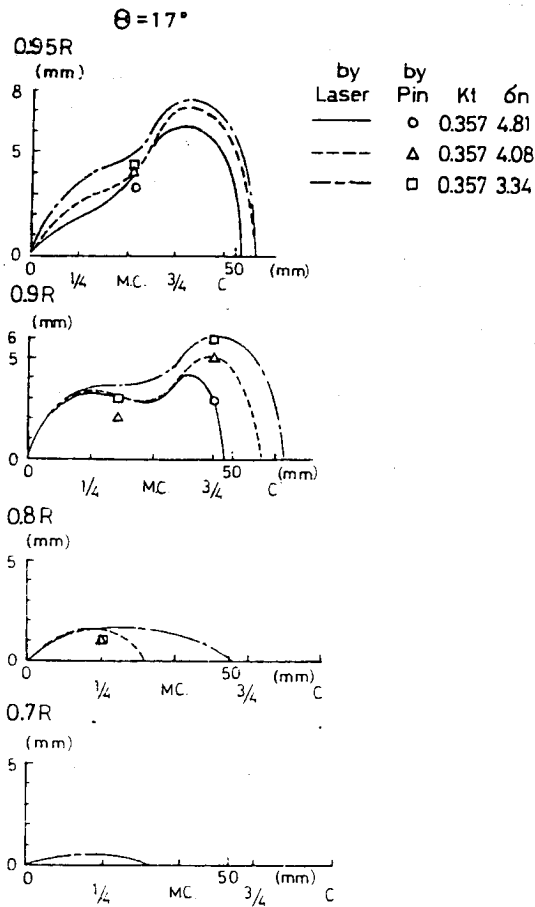 Θ=17°
0.95R
(mm)
8
5
0
0
50
(mm)
1/4 M.C. 3/4 C
by by
Laser Pin Kt σn
0.357 4.81
0.357 4.08
0.357 3.34
0.9R
(mm)
6
5
0
0
50
(mm)
1/4 M.C. 3/4 C
0.8R
(mm)
5
0
0
50
(mm)
1/4 M.C. 3/4 C
0.7R
(mm)
5
0
0
50
(mm)
1/4 M.C. 3/4 C